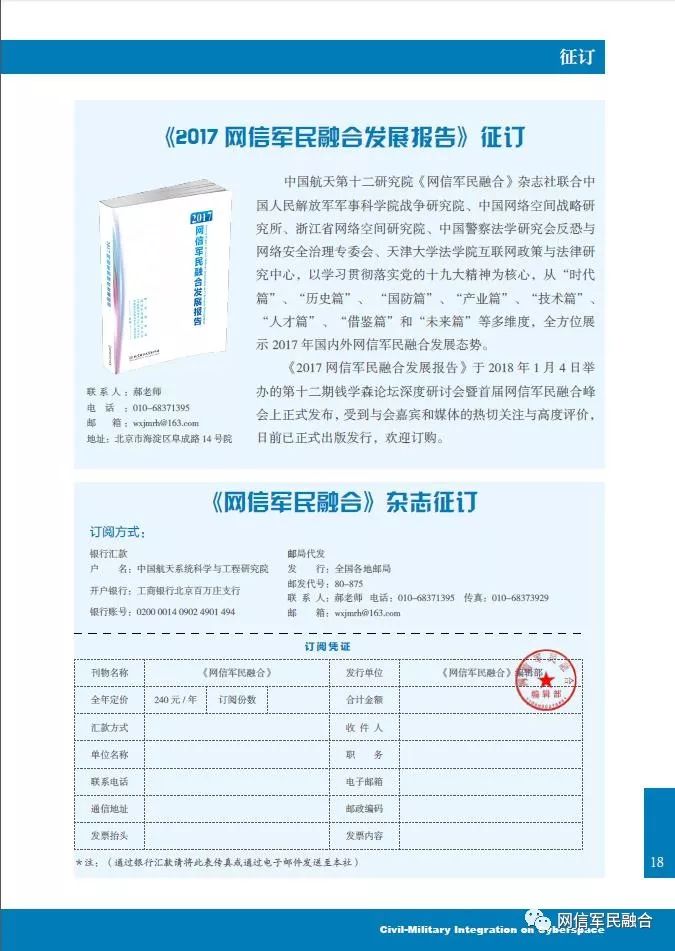 征订
《2017 网信军民融合发展报告》征订
中国航天第十二研究院《网信军民融合》杂志社联合中
国人民解放军军事科学院战争研究院、中国网络空间战略研
究所、浙江省网络空间研究院、中国警察法学研究会反恐与
网络安全治理专委会、天津大学法学院互联网政策与法律研
究中心，以学习贯彻落实党的十九大精神为核心，从“时代
篇”、“历史篇”、“国防篇”、“产业篇”、“技术篇”、
“人才篇”、“借鉴篇”和“未来篇”等多维度，全方位展
示 2017 年国内外网信军民融合发展态势。
《2017 网信军民融合发展报告》于 2018 年 1 月 4 日举
办的第十二期钱学森论坛深度研讨会暨首届网信军民融合峰
会上正式发布，受到与会嘉宾和媒体的热切关注与高度评价，
日前已正式出版发行，欢迎订购。
2017
网信军民融合发展报告
2017网信军民融合发展报告
联 系 人：郝老师
电 话：010-68371395
邮 箱：wxjmrh@163.com
地址：北京市海淀区阜成路 14 号院
《网信军民融合》杂志征订
订阅方式：
银行汇款
户 名：中国航天系统科学与工程研究院
开户银行：工商银行北京百万庄支行
银行账号：0200 0014 0902 4901 494
邮局代发
发 行：全国各地邮局
邮发代号：80-875
联 系 人：郝老师 电话：010-68371395 传真：010-68373929
邮 箱：wxjmrh@163.com
订阅凭证
刊物名称 《网信军民融合》 发行单位 《网信军民融合》编辑部
全年定价 240 元 / 年 订阅份数 合计金额
汇款方式 收 件 人
单位名称 职 务
联系电话 电子邮箱
通信地址 邮政编码
发票抬头 发票内容
网信军民融合
编辑部
＊注：（通过银行汇款请将此表传真或通过电子邮件发送至本社）
18
网信军民融合
Civil-Military Integration on Cyberspace